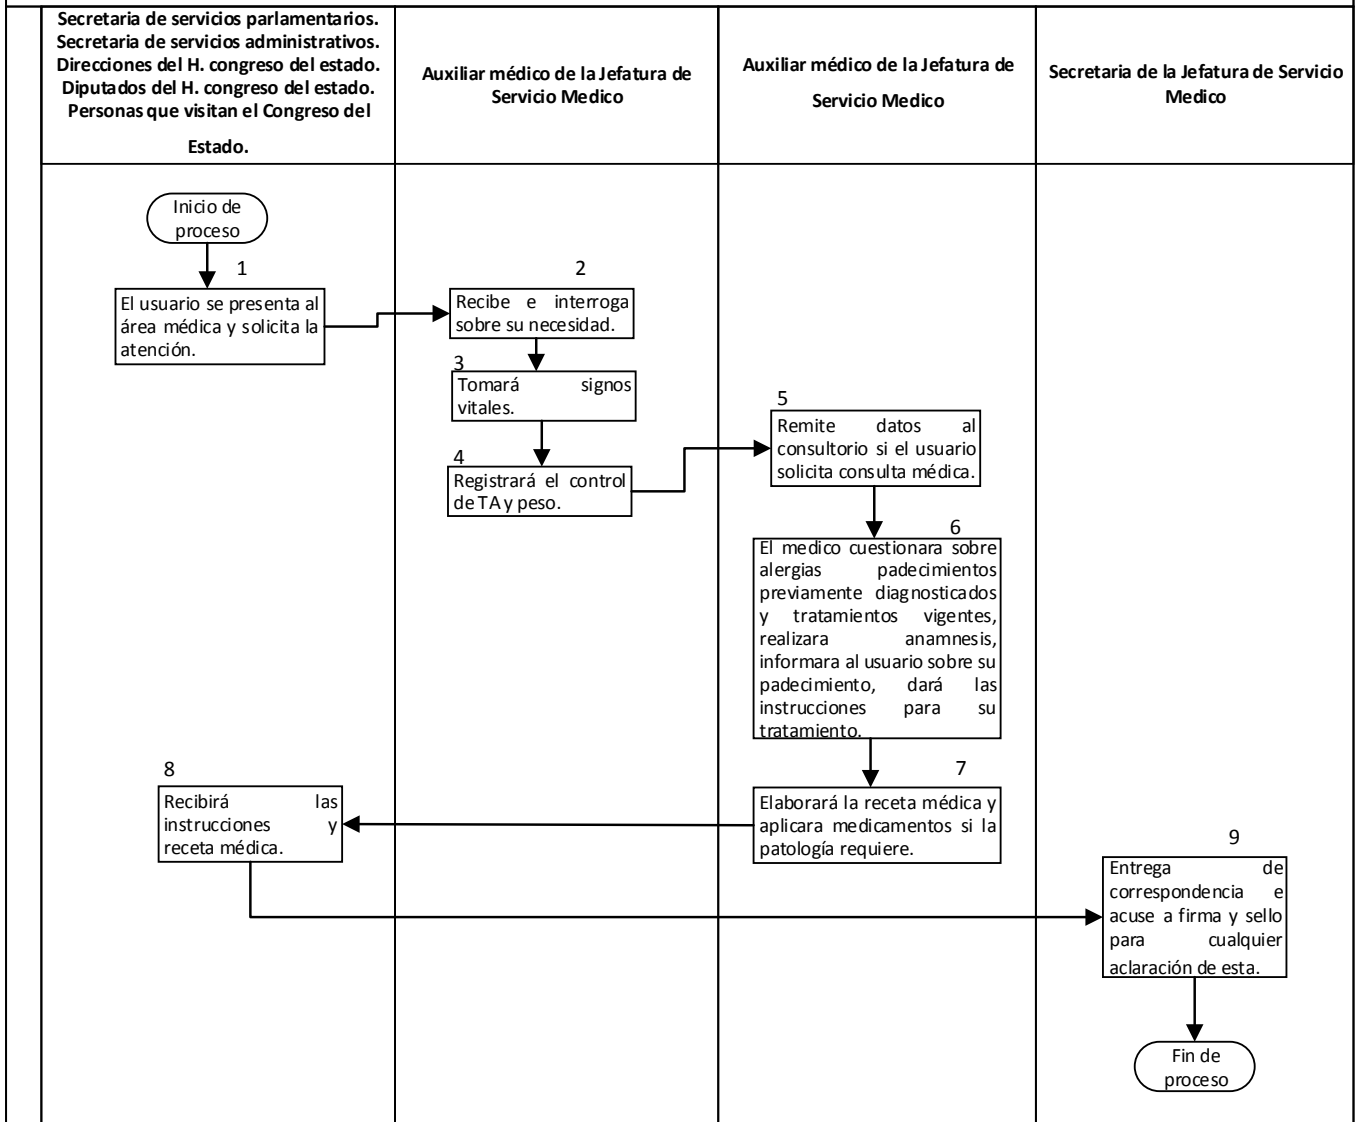 Secretaria de servicios parlamentarios.
Secretaria de servicios administrativos.
Direcciones del H. congreso del estado.
Diputados del H. congreso del estado.
Personas que visitan el Congreso del
Estado.
Auxiliar médico de la Jefatura de
Servicio Medico
Auxiliar médico de la Jefatura de
Servicio Medico
Secretaria de la Jefatura de Servicio
Medico
Inicio de
proceso
1
El usuario se presenta al
área médica y solicita la
atención.
2
Recibe e interroga
sobre su necesidad.
3
Tomará signos
vitales.
4
Registrará el control
de TA y peso.
5
Remite datos al
consultorio si el usuario
solicita consulta médica.
6
El medico cuestionara sobre
alergias padecimientos
previamente diagnosticados
y tratamientos vigentes,
realizara anamnesis,
informara al usuario sobre su
padecimiento, dará las
instrucciones para su
tratamiento.
7
Elaborará la receta médica y
aplicara medicamentos si la
patología requiere.
8
Recibirá las
instrucciones y
receta médica.
9
Entrega de
correspondencia e
acuse a firma y sello
para cualquier
aclaración de esta.
Fin de
proceso